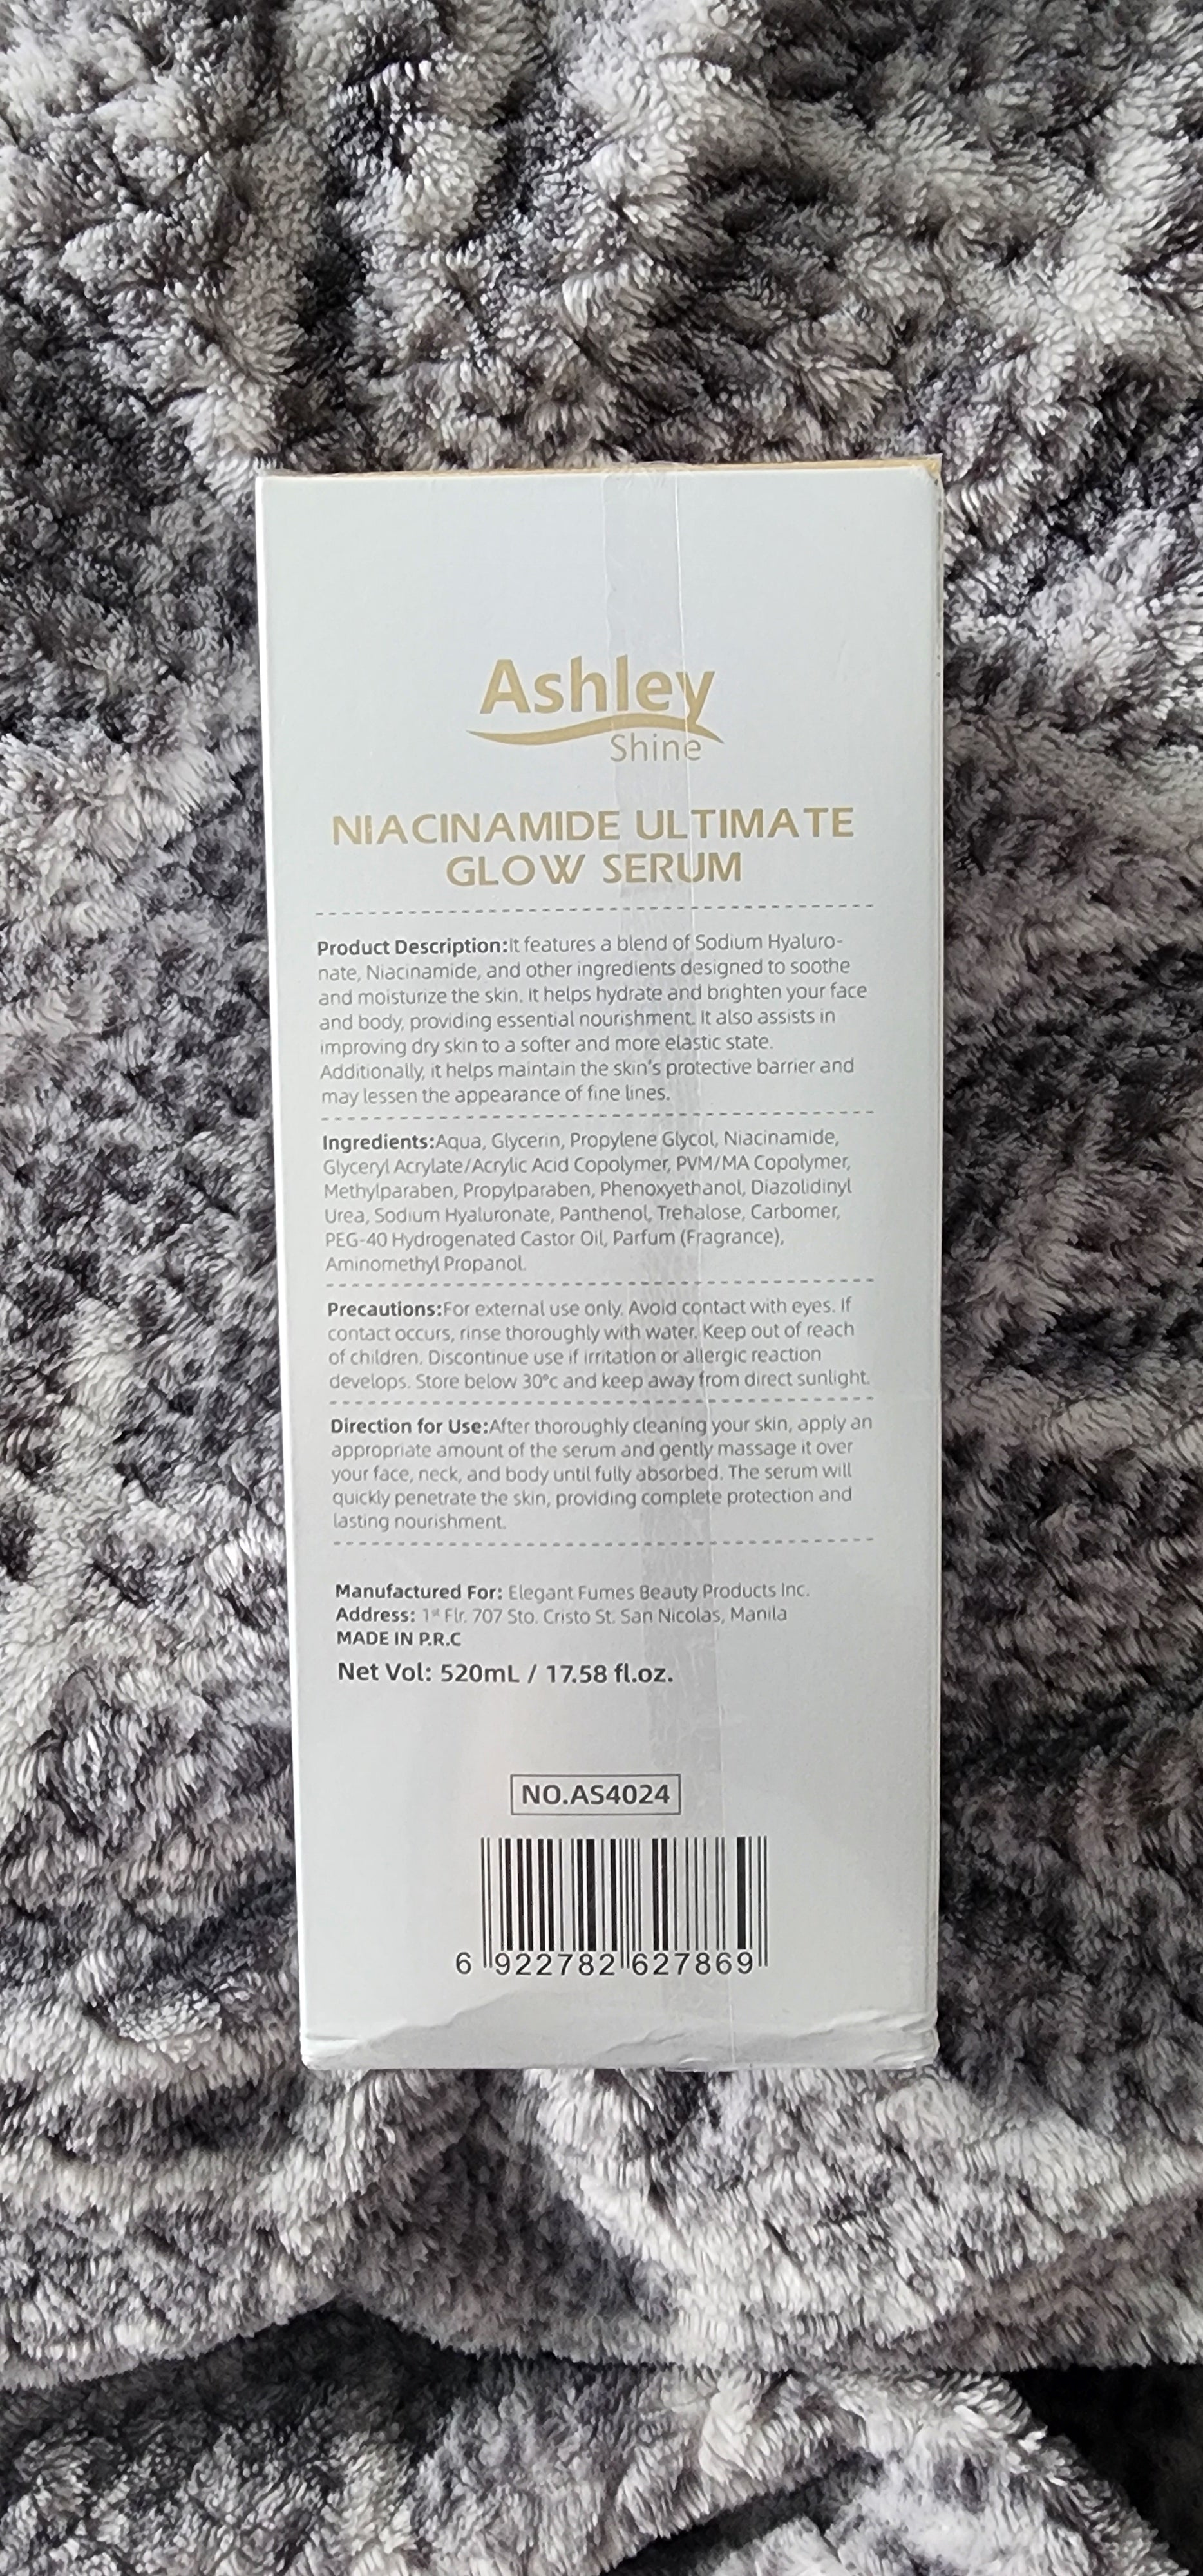 Ashley
Shine
NIACINAMIDE ULTIMATE
GLOW SERUM
Product Description:It features a blend of Sodium Hyaluro-
nate, Niacinamide, and other ingredients designed to soothe
and moisturize the skin. It helps hydrate and brighten your face
and body, providing essential nourishment. It also assists in
improving dry skin to a softer and more elastic state.
Additionally, it helps maintain the skin's protective barrier and
may lessen the appearance of fine lines.
Ingredients:Aqua, Glycerin, Propylene Glycol, Niacinamide,
Glyceryl Acrylate/Acrylic Acid Copolymer, PVM/MA Copolymer,
Methylparaben, Propylparaben, Phenoxyethanol, Diazolidinyl
Urea, Sodium Hyaluronate, Panthenol, Trehalose, Carbomer,
PEG-40 Hydrogenated Castor Oil, Parfum (Fragrance),
Aminomethyl Propanol.
Precautions:For external use only. Avoid contact with eyes. If
contact occurs, rinse thoroughly with water. Keep out of reach
of children. Discontinue use if irritation or allergic reaction
develops. Store below 30°c and keep away from direct sunlight.
Direction for Use:After thoroughly cleaning your skin, apply an
appropriate amount of the serum and gently massage it over
your face, neck, and body until fully absorbed. The serum will
quickly penetrate the skin, providing complete protection and
lasting nourishment.
Manufactured For: Elegant Fumes Beauty Products Inc.
Address: 1st Flr. 707 Sto. Cristo St. San Nicolas, Manila
MADE IN P.R.C
Net Vol: 520mL / 17.58 fl.oz.
NO.AS4024
6 922782 627869